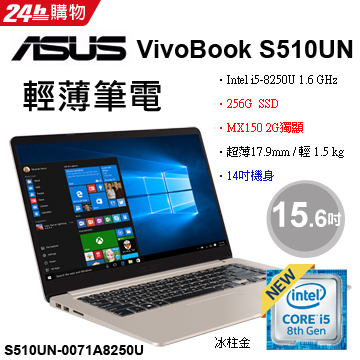 24h購物
ASUS VivoBook S510UN
輕薄筆電
・Intel i5-8250U 1.6 GHz
・256G SSD
・MX150 2G獨顯
・超薄17.9mm / 輕 1.5 kg
・14吋機身
15.6吋
NEW
intel
CORE i5
8th Gen
冰柱金
S510UN-0071A8250U